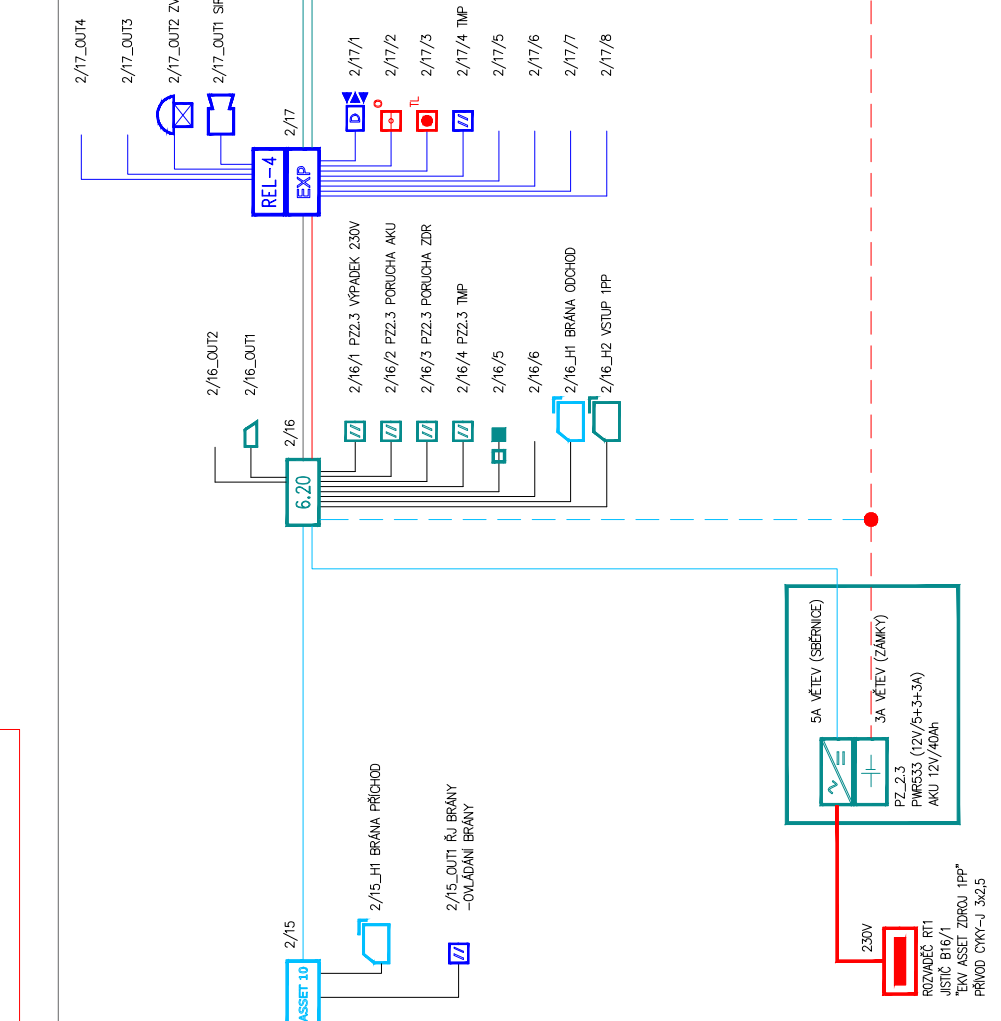 2/17_OUT4
2/17_OUT3
2/17_OUT2
2/17_OUT1
2/17
REL-4
EXP
2/17/1
2/17/2
2/17/3
2/17/4 TMP
2/17/5
2/17/6
2/17/7
2/17/8
D
O
TL
2/16_OUT2
2/16_OUT1
2/16
6.20
2/16/1 PZ2.3 VÝPADEK 230V
2/16/2 PZ2.3 PORUCHA AKU
2/16/3 PZ2.3 PORUCHA ZDR
2/16/4 PZ2.3 TMP
2/16/5
2/16/6
2/16_H1 BRÁNA ODCHOD
2/16_H2 VSTUP 1PP
2/15
ASSET 10
2/15_H1 BRÁNA PŘÍCHOD
2/15_OUT1 ŘJ BRÁNY
-OVLÁDÁNÍ BRÁNY
5A VĚTEV (SBĚRNICE)
3A VĚTEV (ZÁMKY)
PZ_2.3
PWR533 (12V/5+3+3A)
AKU 12V/40Ah
230V
ROZVADĚČ RT1
JISTIČ B16/1
"EKV ASSET ZDROJ 1PP"
PŘÍVOD CYKY-J 3x2,5